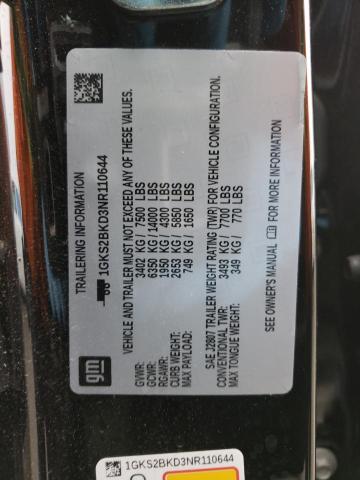 gm
TRAILERING INFORMATION
1GKS2BKD3NR110644
VEHICLE AND TRAILER MUST NOT EXCEED ANY OF THESE VALUES.
GVWR: 3402 KG / 7500 LBS
GCWR: 6350 KG / 14000 LBS
RGAWR: 1950 KG / 4300 LBS
CURB WEIGHT: 2653 KG / 5850 LBS
MAX PAYLOAD: 749 KG / 1650 LBS
SAE J2807 TRAILER WEIGHT RATING (TWR) FOR VEHICLE CONFIGURATION.
CONVENTIONAL TWR: 3493 KG / 7700 LBS
MAX TONGUE WEIGHT: 349 KG / 770 LBS
SEE OWNER'S MANUAL FOR MORE INFORMATION
1GKS2BKD3NR110644